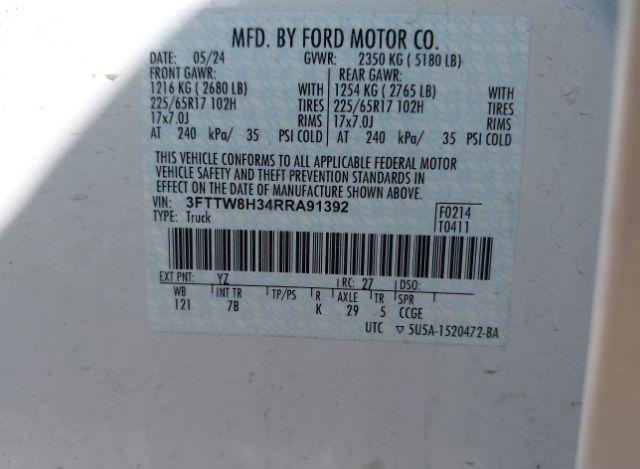 MFD. BY FORD MOTOR CO.
DATE: 05/24 GVWR: 2350 KG ( 5180 LB)
FRONT GAWR: REAR GAWR:
1216 KG ( 2680 LB) WITH 1254 KG ( 2765 LB) WITH
225/65R17 102H TIRES 225/65R17 102H TIRES
17x7.0J RIMS 17x7.0J RIMS
AT 240 kPa/ 35 PSI COLD AT 240 kPa/ 35 PSI COLD
THIS VEHICLE CONFORMS TO ALL APPLICABLE FEDERAL MOTOR
VEHICLE SAFETY AND THEFT PREVENTION STANDARDS IN
EFFECT ON THE DATE OF MANUFACTURE SHOWN ABOVE.
VIN: 3FTTW8H34RRA91392 F0214
TYPE: Truck T0411
EXT PNT: YZ RC: 27 DSO:
WB INT TR TP/PS R AXLE TR SPR
121 7B K 29 5 CCGE
UTC ▽ 5U5A-1520472-BA